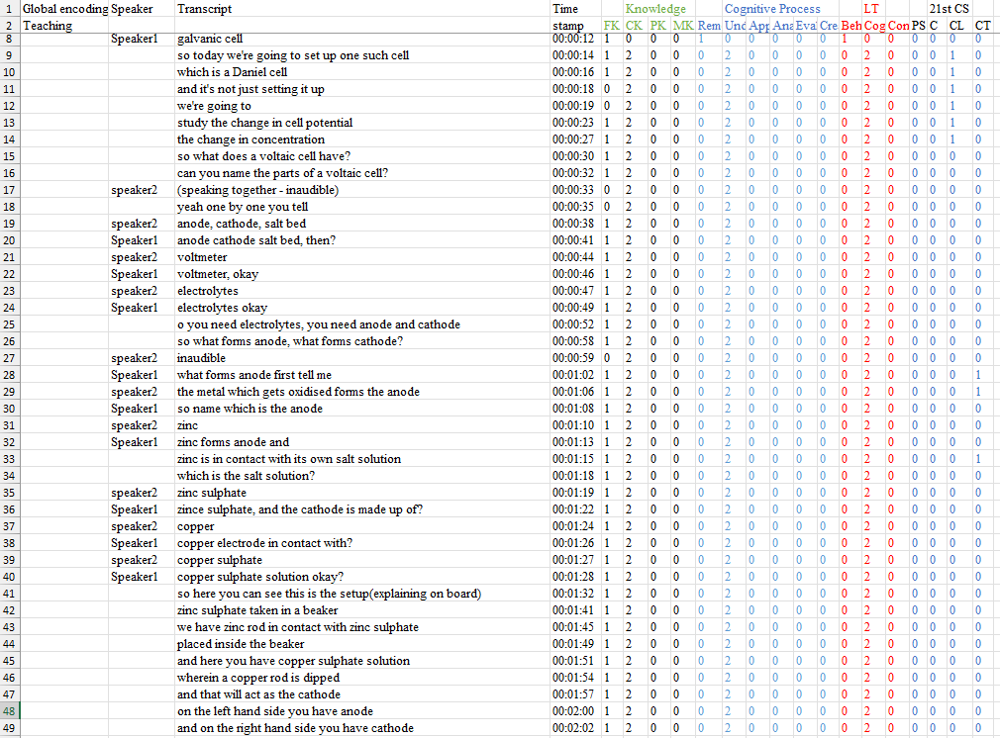 1 Global encoding Speaker Transcript Time Knowledge Cognitive Process LT 21st CS
2 Teaching stamp FK CK PK MK Rem Unc App Ana Eva Cre Beh Cog Con PS C CL CT
8 Speaker1 galvanic cell 00:00:12 1 0 0 0 1 0 0 0 0 0 1 0 0 0 0 0 0
9 so today we're going to set up one such cell 00:00:14 1 2 0 0 0 2 0 0 0 0 0 2 0 0 0 1 0
10 which is a Daniel cell 00:00:16 1 2 0 0 0 2 0 0 0 0 0 2 0 0 0 1 0
11 and it's not just setting it up 00:00:18 0 2 0 0 0 2 0 0 0 0 0 2 0 0 0 1 0
12 we're going to 00:00:19 0 2 0 0 0 2 0 0 0 0 0 2 0 0 0 1 0
13 study the change in cell potential 00:00:23 1 2 0 0 0 2 0 0 0 0 0 2 0 0 0 1 0
14 the change in concentration 00:00:27 1 2 0 0 0 2 0 0 0 0 0 2 0 0 0 1 0
15 so what does a voltaic cell have? 00:00:30 1 2 0 0 0 2 0 0 0 0 0 2 0 0 0 0 0
16 can you name the parts of a voltaic cell? 00:00:32 1 2 0 0 0 2 0 0 0 0 0 2 0 0 0 0 0
17 speaker2 (speaking together - inaudible) 00:00:33 0 2 0 0 0 2 0 0 0 0 0 2 0 0 0 0 0
18 yeah one by one you tell 00:00:35 0 2 0 0 0 2 0 0 0 0 0 2 0 0 0 0 0
19 speaker2 anode, cathode, salt bed 00:00:38 1 2 0 0 0 2 0 0 0 0 0 2 0 0 0 0 0
20 Speaker1 anode cathode salt bed, then? 00:00:41 1 2 0 0 0 2 0 0 0 0 0 2 0 0 0 0 0
21 speaker2 voltmeter 00:00:44 1 2 0 0 0 2 0 0 0 0 0 2 0 0 0 0 0
22 Speaker1 voltmeter, okay 00:00:46 1 2 0 0 0 2 0 0 0 0 0 2 0 0 0 0 0
23 speaker2 electrolytes 00:00:47 1 2 0 0 0 2 0 0 0 0 0 2 0 0 0 0 0
24 Speaker1 electrolytes okay 00:00:49 1 2 0 0 0 2 0 0 0 0 0 2 0 0 0 0 0
25 o you need electrolytes, you need anode and cathode 00:00:52 1 2 0 0 0 2 0 0 0 0 0 2 0 0 0 0 0
26 so what forms anode, what forms cathode? 00:00:58 1 2 0 0 0 2 0 0 0 0 0 2 0 0 0 0 0
27 speaker2 inaudible 00:00:59 0 2 0 0 0 2 0 0 0 0 0 2 0 0 0 0 0
28 Speaker1 what forms anode first tell me 00:01:02 1 2 0 0 0 2 0 0 0 0 0 2 0 0 0 0 1
29 speaker2 the metal which gets oxidised forms the anode 00:01:06 1 2 0 0 0 2 0 0 0 0 0 2 0 0 0 0 1
30 Speaker1 so name which is the anode 00:01:08 1 2 0 0 0 2 0 0 0 0 0 2 0 0 0 0 0
31 speaker2 zinc 00:01:10 1 2 0 0 0 2 0 0 0 0 0 2 0 0 0 0 0
32 Speaker1 zinc forms anode and 00:01:13 1 2 0 0 0 2 0 0 0 0 0 2 0 0 0 0 0
33 zinc is in contact with its own salt solution 00:01:15 1 2 0 0 0 2 0 0 0 0 0 2 0 0 0 0 1
34 which is the salt solution? 00:01:18 1 2 0 0 0 2 0 0 0 0 0 2 0 0 0 0 0
35 speaker2 zinc sulphate 00:01:19 1 2 0 0 0 2 0 0 0 0 0 2 0 0 0 0 0
36 Speaker1 zince sulphate, and the cathode is made up of? 00:01:22 1 2 0 0 0 2 0 0 0 0 0 2 0 0 0 0 0
37 speaker2 copper 00:01:24 1 2 0 0 0 2 0 0 0 0 0 2 0 0 0 0 0
38 Speaker1 copper electrode in contact with? 00:01:26 1 2 0 0 0 2 0 0 0 0 0 2 0 0 0 0 0
39 speaker2 copper sulphate 00:01:27 1 2 0 0 0 2 0 0 0 0 0 2 0 0 0 0 0
40 Speaker1 copper sulphate solution okay? 00:01:28 1 2 0 0 0 2 0 0 0 0 0 2 0 0 0 0 0
41 so here you can see this is the setup(explaining on board) 00:01:32 1 2 0 0 0 2 0 0 0 0 0 2 0 0 0 0 0
42 zinc sulphate taken in a beaker 00:01:41 1 2 0 0 0 2 0 0 0 0 0 2 0 0 0 0 0
43 we have zinc rod in contact with zinc sulphate 00:01:45 1 2 0 0 0 2 0 0 0 0 0 2 0 0 0 0 0
44 placed inside the beaker 00:01:49 1 2 0 0 0 2 0 0 0 0 0 2 0 0 0 0 0
45 and here you have copper sulphate solution 00:01:51 1 2 0 0 0 2 0 0 0 0 0 2 0 0 0 0 0
46 wherein a copper rod is dipped 00:01:54 1 2 0 0 0 2 0 0 0 0 0 2 0 0 0 0 0
47 and that will act as the cathode 00:01:57 1 2 0 0 0 2 0 0 0 0 0 2 0 0 0 0 0
48 on the left hand side you have anode 00:02:00 1 2 0 0 0 2 0 0 0 0 0 2 0 0 0 0 0
49 and on the right hand side you have cathode 00:02:02 1 2 0 0 0 2 0 0 0 0 0 2 0 0 0 0 0